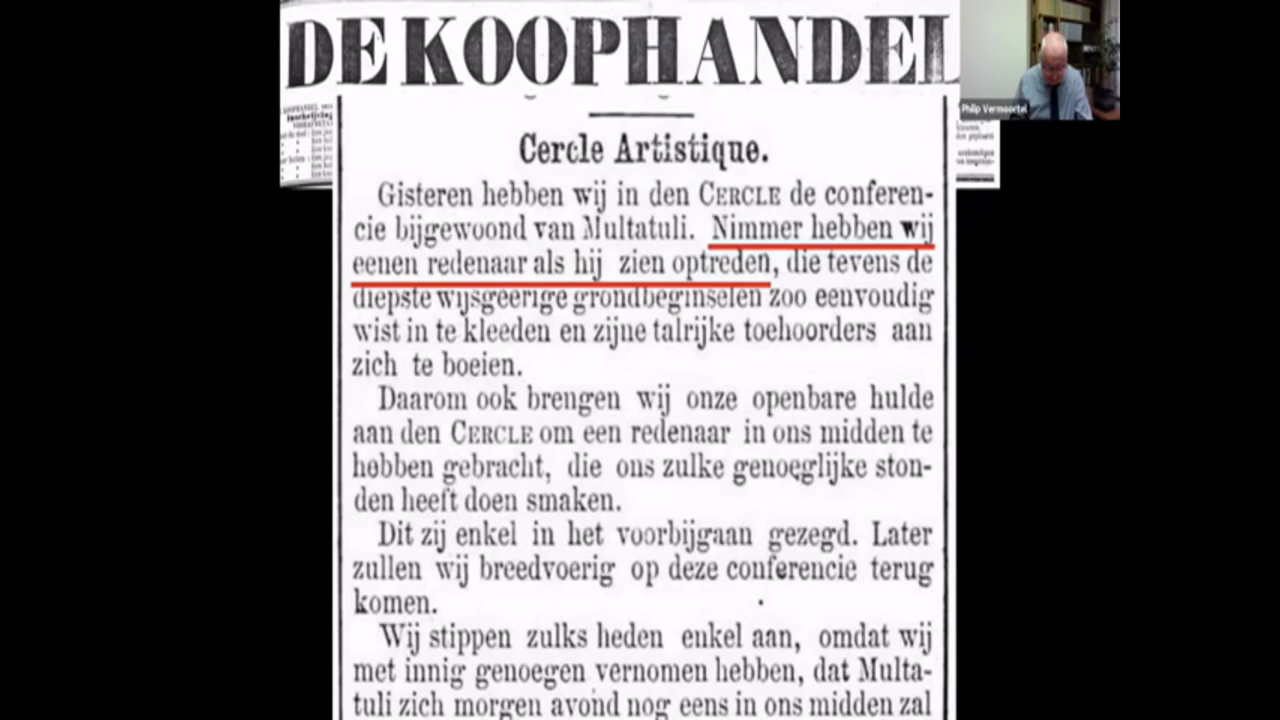 DE KOOPHANDEL
Philip Vermoortel
Cercle Artistique.
Gisteren hebben wij in den CERCLE de conferen-
cie bijgewoond van Multatuli. Nimmer hebben wij
eenen redenaar als hij zien optreden, die tevens de
diepste wijsgeerige grondbeginselen zoo eenvoudig
wist in te kleeden en zijne talrijke toehoorders aan
zich te boeien.
Daarom ook brengen wij onze openbare hulde
aan den CERCLE om een redenaar in ons midden te
hebben gebracht, die ons zulke genoeglijke ston-
den heeft doen smaken.
Dit zij enkel in het voorbijgaan gezegd. Later
zullen wij breedvoerig op deze conferencie terug
komen.
Wij stippen zulks heden enkel aan, omdat wij
met innig genoegen vernomen hebben, dat Multa-
tuli zich morgen avond nog eens in ons midden zal